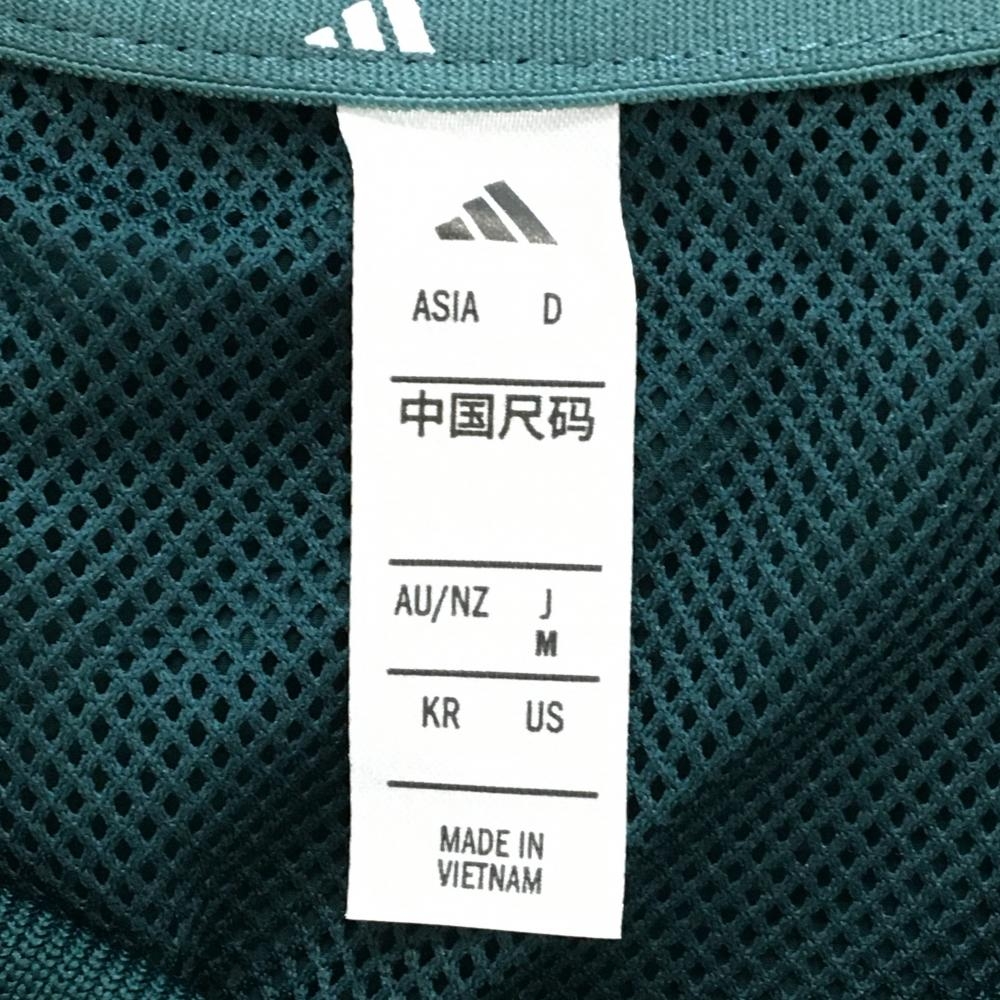 ASIA D
中国尺码
AU/NZ J
M
KR US
MADE IN
VIETNAM